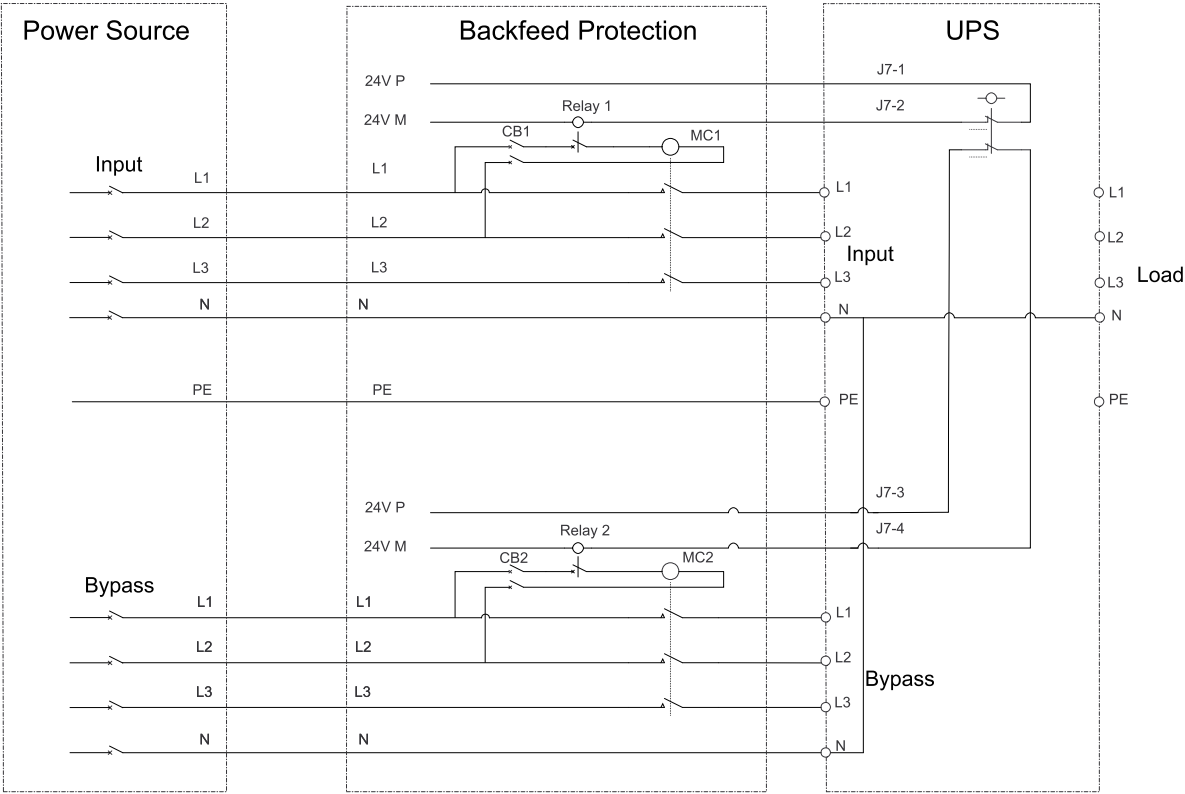 Power Source
Backfeed Protection
UPS
24V P
J7-1
24V M
Relay 1
J7-2
CB1
MC1
Input
L1
L1
L1
L1
L2
L2
L2
L2
Input
L3
L3
L3
L3
Load
N
N
N
N
PE
PE
PE
PE
24V P
J7-3
24V M
Relay 2
J7-4
CB2
MC2
Bypass
L1
L1
L1
L2
L2
L2
Bypass
L3
L3
L3
N
N
N